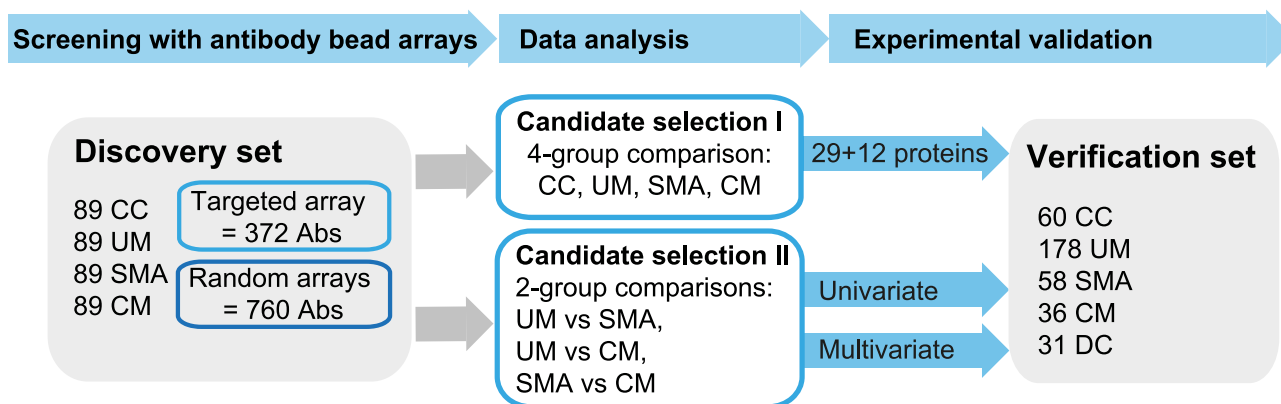 Screening with antibody bead arrays
Data analysis
Experimental validation
Discovery set
89 CC
89 UM
89 SMA
89 CM
Targeted array
= 372 Abs
Random arrays
= 760 Abs
Candidate selection I
4-group comparison:
CC, UM, SMA, CM
Candidate selection II
2-group comparisons:
UM vs SMA,
UM vs CM,
SMA vs CM
29+12 proteins
Univariate
Multivariate
Verification set
60 CC
178 UM
58 SMA
36 CM
31 DC